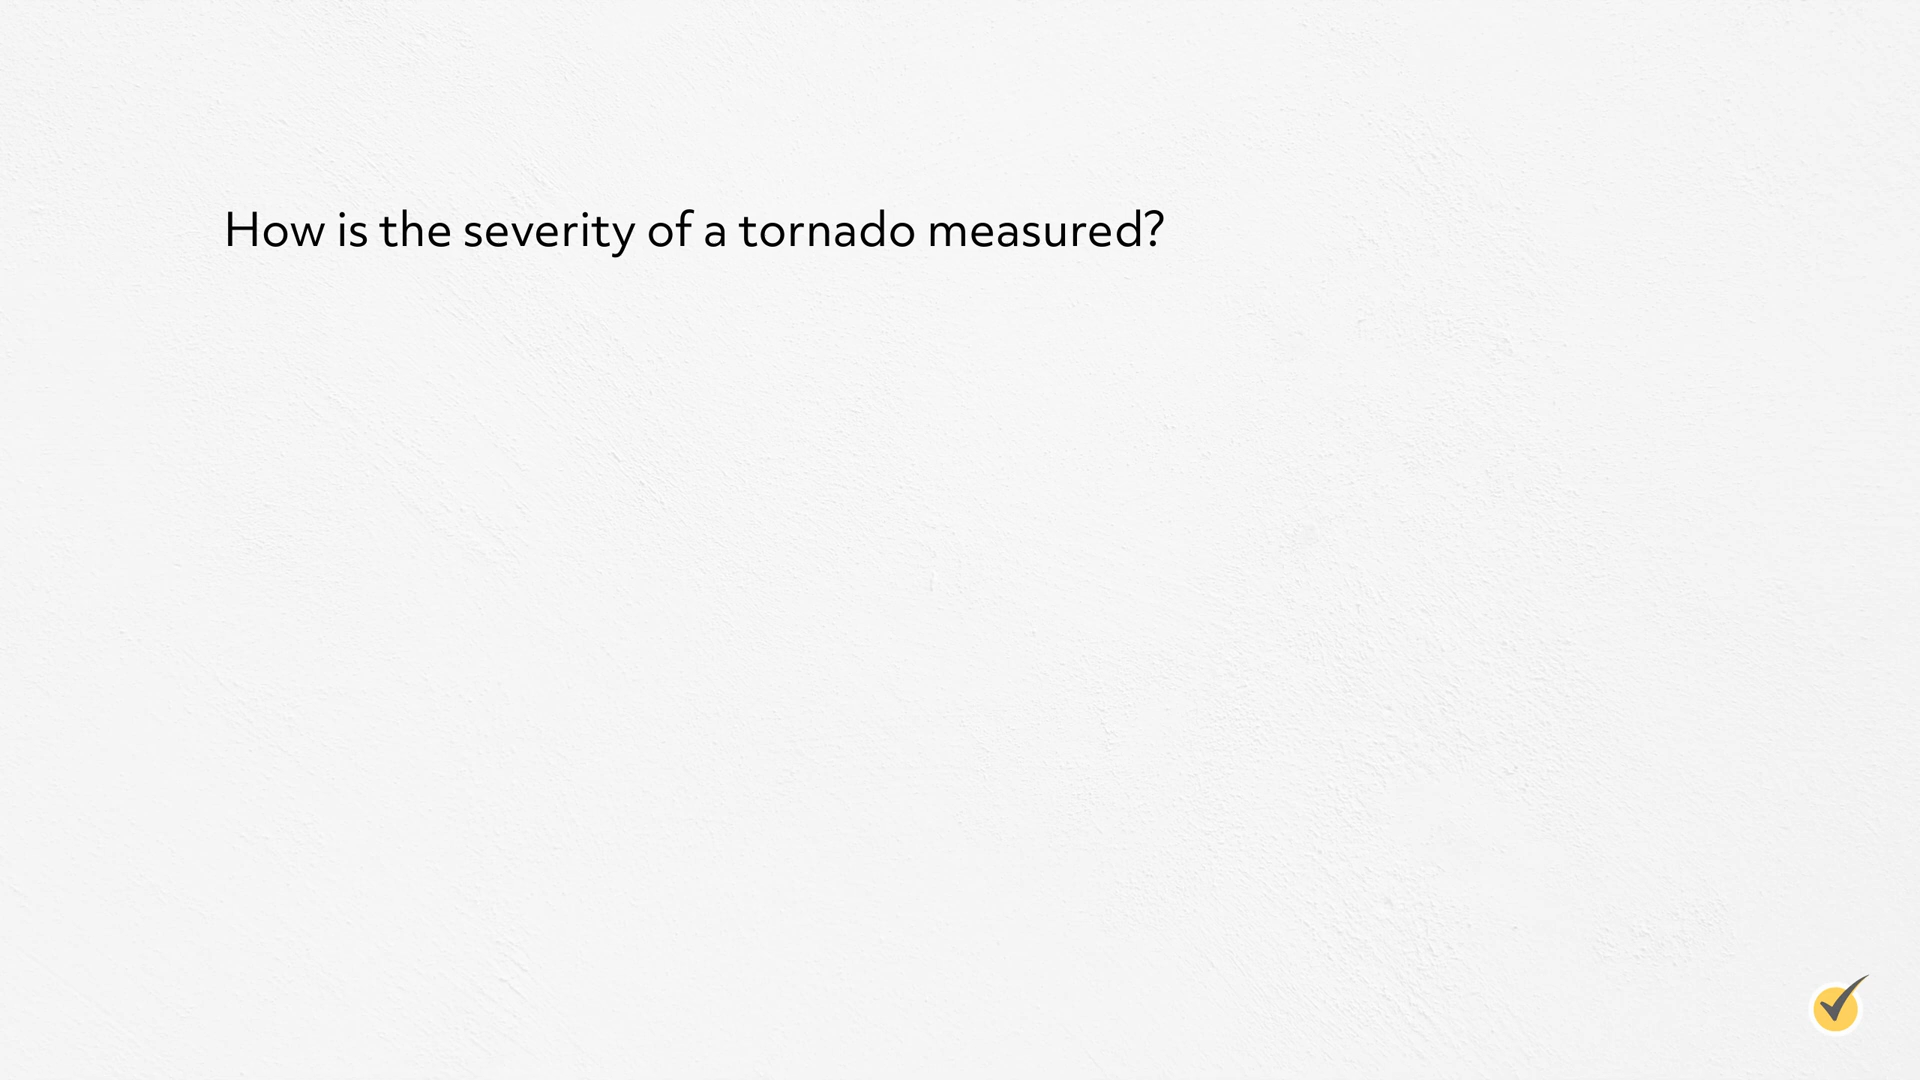 How is the severity of a tornado measured?